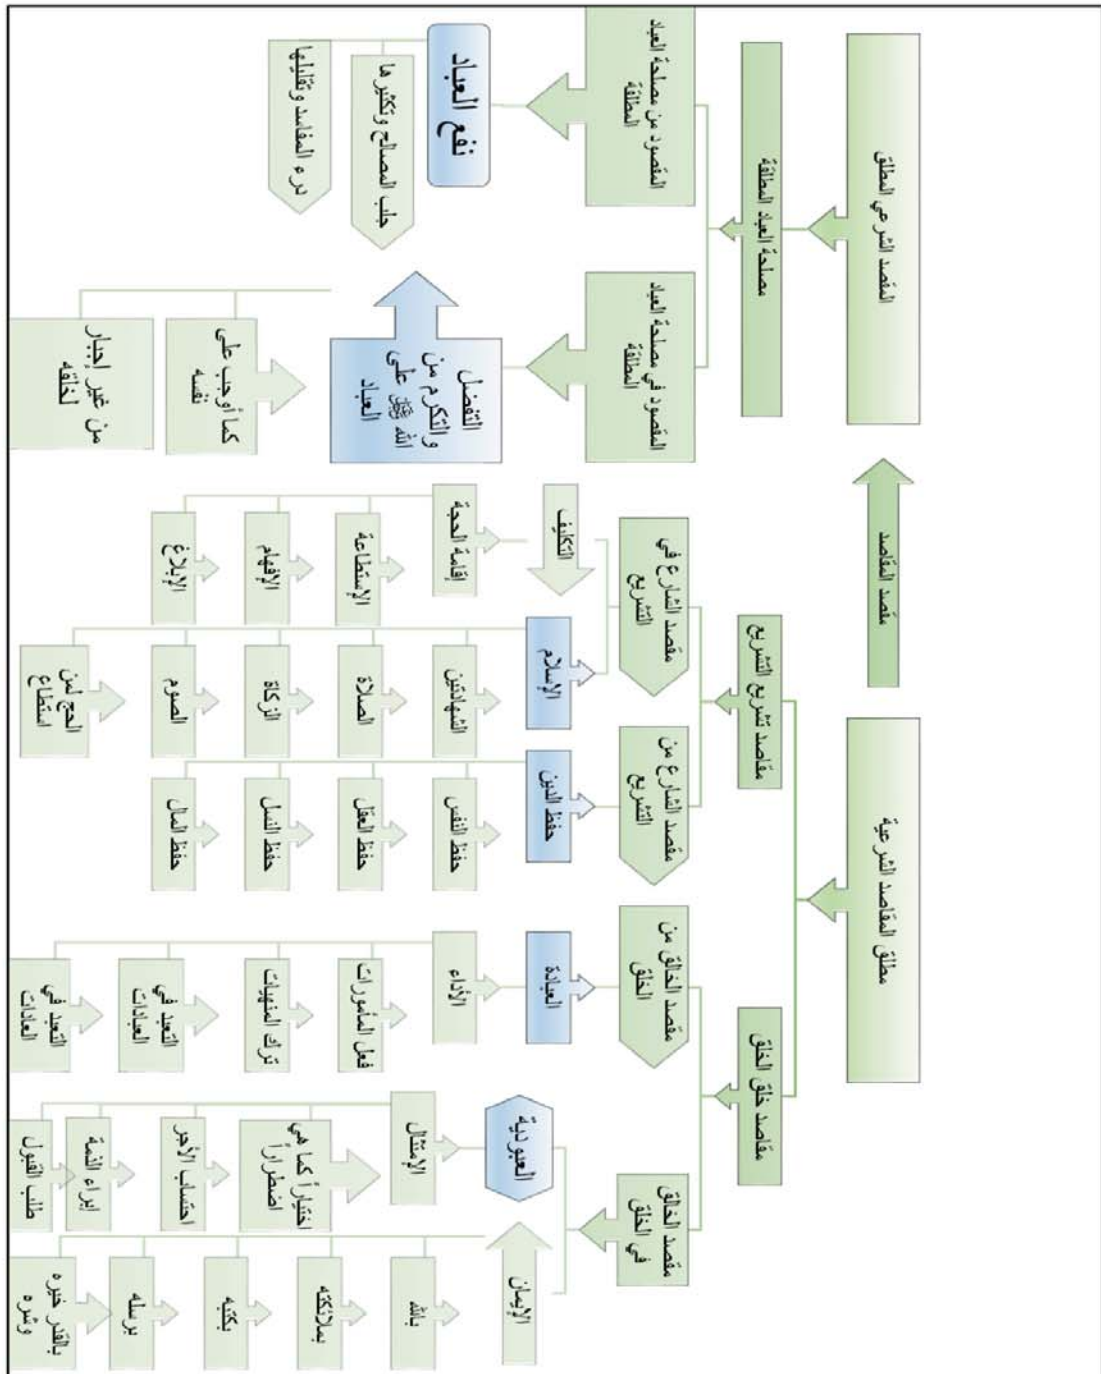 مطلق المقاصد الشرعية
مقصد المقاصد
المقصد الشرعي المطلق
مقاصد خلق الخلق
مقاصد تشريع التشريع
مصلحة العباد المطلقة
مقصد الخالق
في الخلق
مقصد الخالق من
الخلق
مقصد الشارع من
التشريع
مقصد الشارع في
التشريع
المقصود في مصلحة العباد
المطلقة
المقصود من مصلحة العباد
المطلقة
الإيمان
بالله
بملائكته
بكتبه
برسله
بالقدر خيره
وشره
العبودية
الإمتثال
اختياراً كما هي
اضطراراً
احتساب الأجر
إبراء الذمة
طلب القبول
العبادة
الأداء
فعل المأمورات
ترك المنهيات
التعبد في
العبادات
التعبد في
العادات
حفظ الدين
حفظ النفس
حفظ العقل
حفظ النسل
حفظ المال
الإسلام
الشهادتين
الصلاة
الزكاة
الصوم
الحج لمن
استطاع
التكليف
إقامة الحجة
الإستطاعة
الإفهام
الإبلاغ
التفضل
والتكرم من
الله ﷻ على
العباد
كما أوجب على
نفسه
من غير إجبار
لخلقه
نفع العباد
جلب المصالح وتكثيرها
درء المفاسد وتقليلها